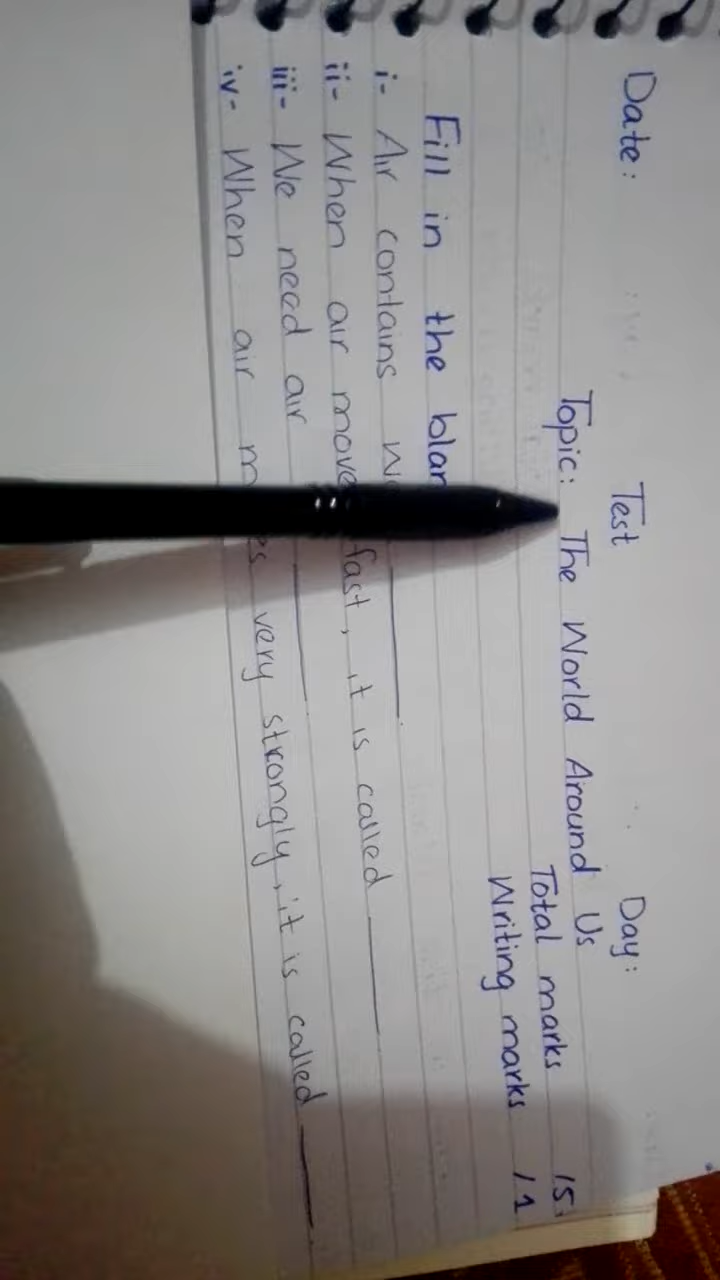 Date: Test Day:
Topic: The World Around Us
Total marks 15
Writing marks /1
Fill in the
i- Air contains
ii- When air fast, it is called
iii- We need air
iv- When air very strongly, it is called